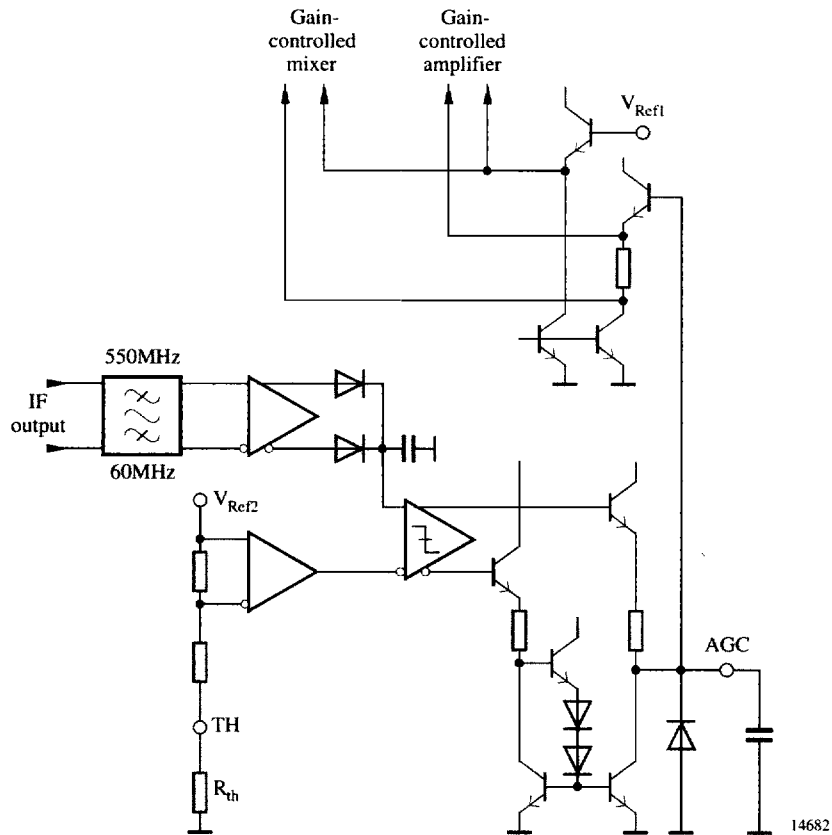 Gain-
controlled
mixer
Gain-
controlled
amplifier
V_Ref1
550MHz
IF
output
60MHz
V_Ref2
AGC
TH
R_th
14682